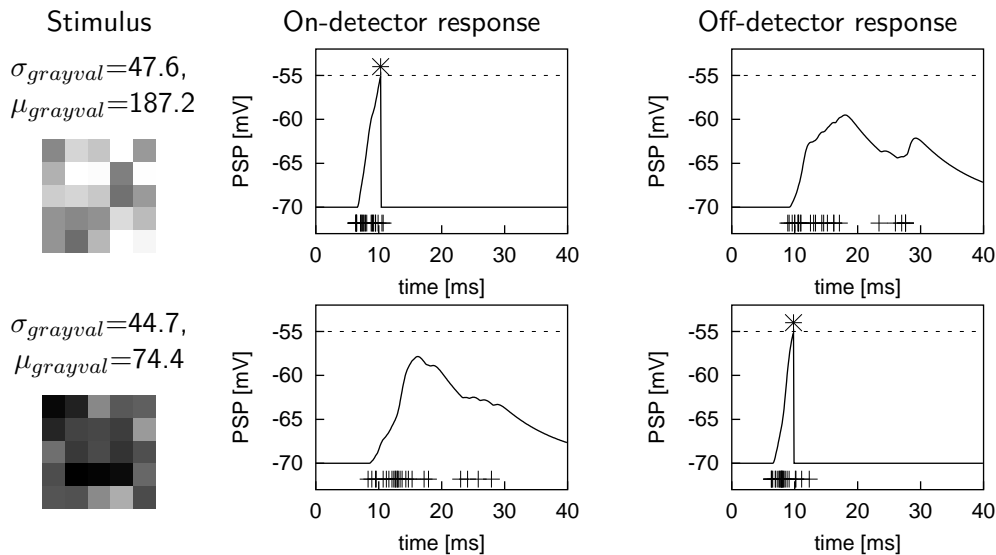 Stimulus On-detector response Off-detector response
σgrayval=47.6,
μgrayval=187.2
PSP [mV]
-55
-60
-65
-70
0 10 20 30 40
time [ms]
PSP [mV]
-55
-60
-65
-70
0 10 20 30 40
time [ms]
σgrayval=44.7,
μgrayval=74.4
PSP [mV]
-55
-60
-65
-70
0 10 20 30 40
time [ms]
PSP [mV]
-55
-60
-65
-70
0 10 20 30 40
time [ms]